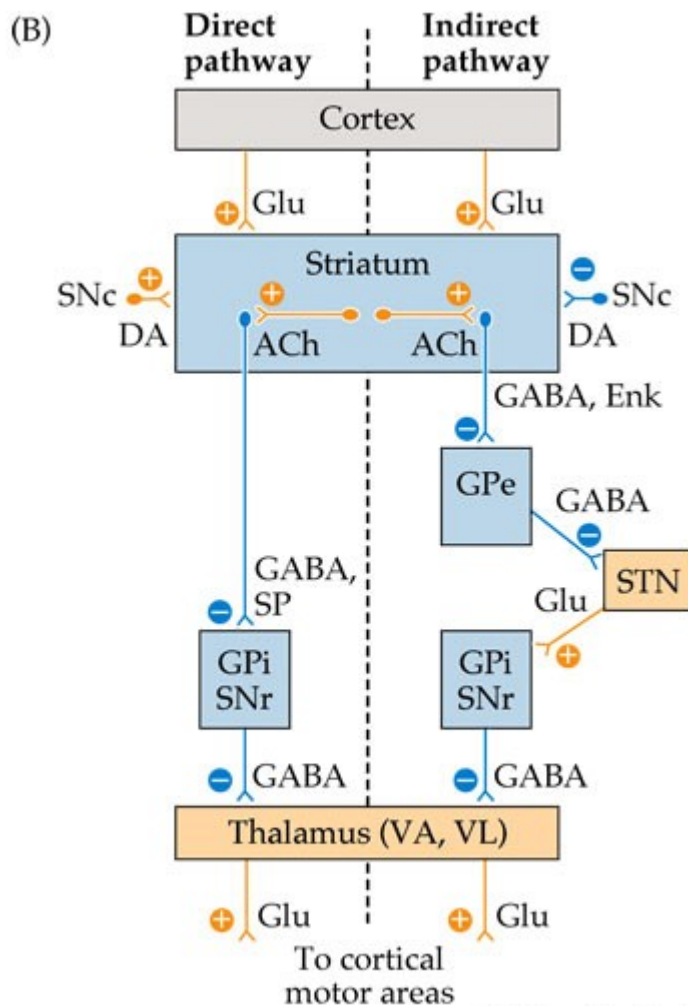 (B)
Direct
pathway
Indirect
pathway
Cortex
+
Glu
+
Glu
Striatum
SNc
+
DA
+
ACh
+
ACh
−
SNc
DA
GABA, Enk
−
GPe
GABA
−
STN
Glu
+
GABA,
SP
−
GPi
SNr
GPi
SNr
−
GABA
−
GABA
Thalamus (VA, VL)
+
Glu
+
Glu
To cortical
motor areas